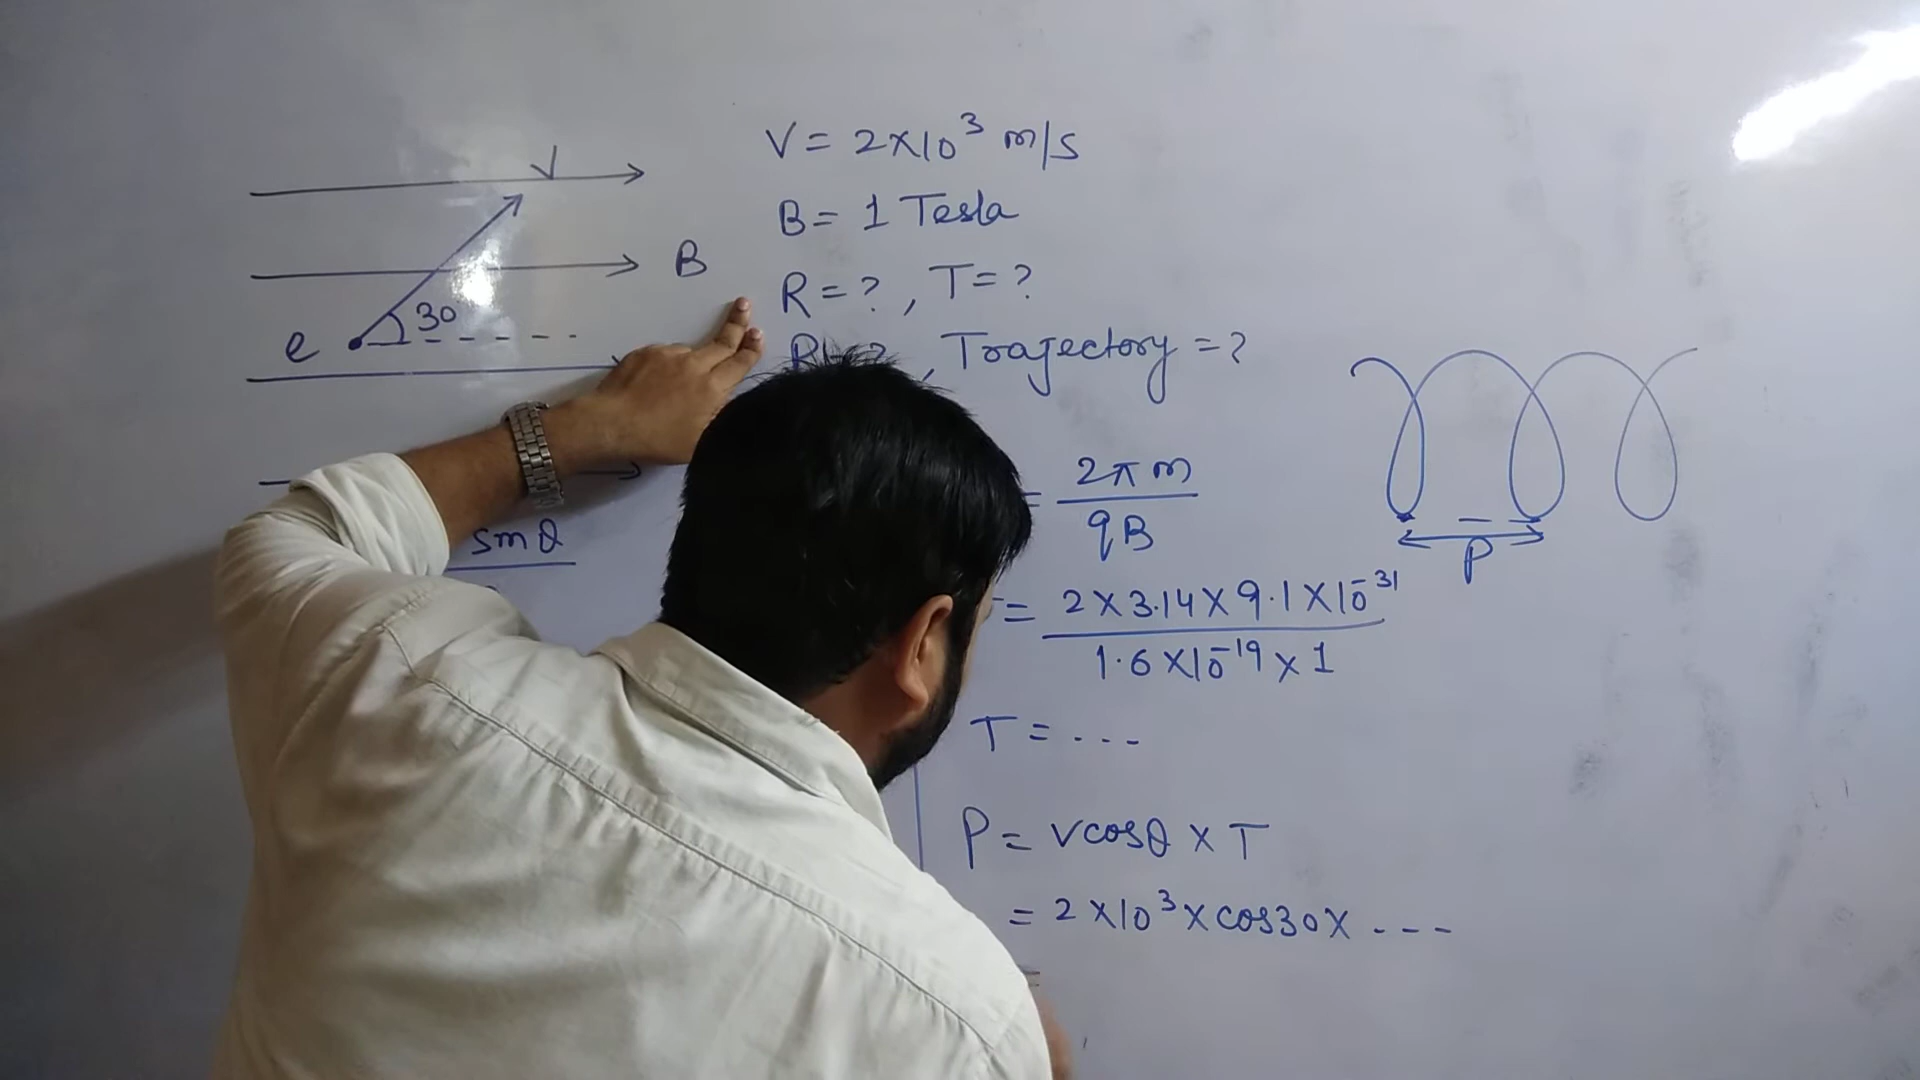 V
B
30
e
V = 2×10³ m/s
B = 1 Tesla
R = ? , T = ?
P = ? , Trajectory = ?
sinθ
= 2πm / qB
= 2 × 3.14 × 9.1 × 10⁻³¹ / 1.6 × 10⁻¹⁹ × 1
T = ---
P = vcosθ × T
= 2 × 10³ × cos30 × ---
=
P